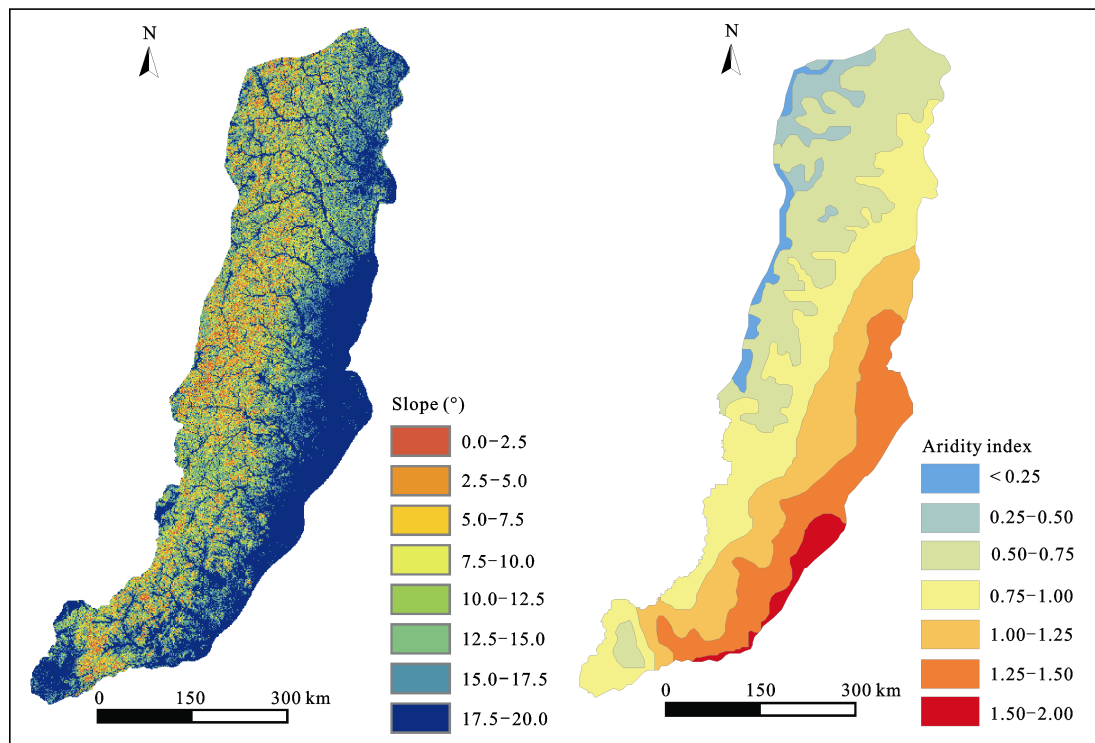 N
Slope (°)
0.0−2.5
2.5−5.0
5.0−7.5
7.5−10.0
10.0−12.5
12.5−15.0
15.0−17.5
17.5−20.0
0 150 300 km
N
Aridity index
< 0.25
0.25−0.50
0.50−0.75
0.75−1.00
1.00−1.25
1.25−1.50
1.50−2.00
0 150 300 km